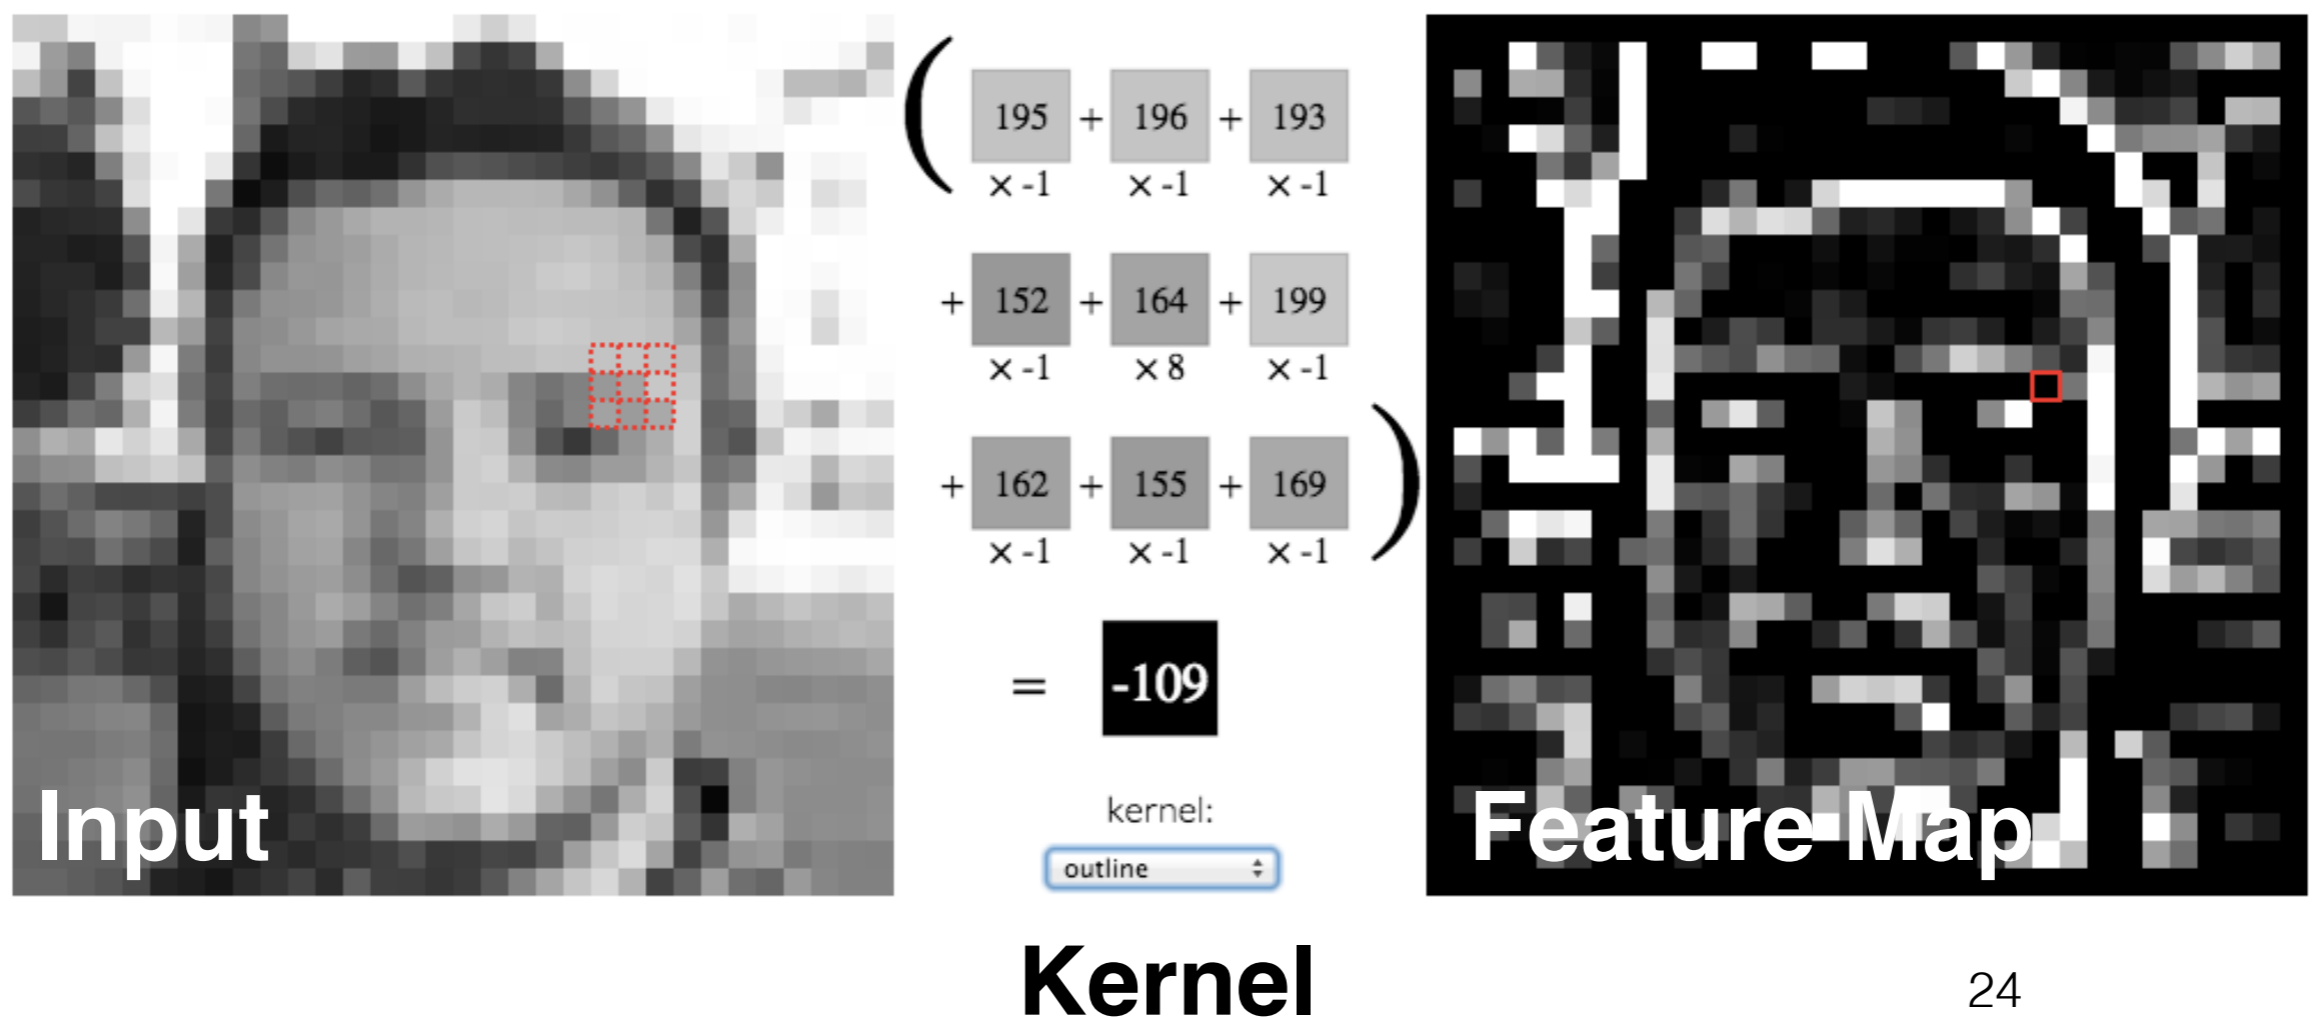 195 + 196 + 193
× -1 × -1 × -1
+ 152 + 164 + 199
× -1 × 8 × -1
+ 162 + 155 + 169
× -1 × -1 × -1
= -109
kernel:
outline
Input
Feature Map
Kernel
24